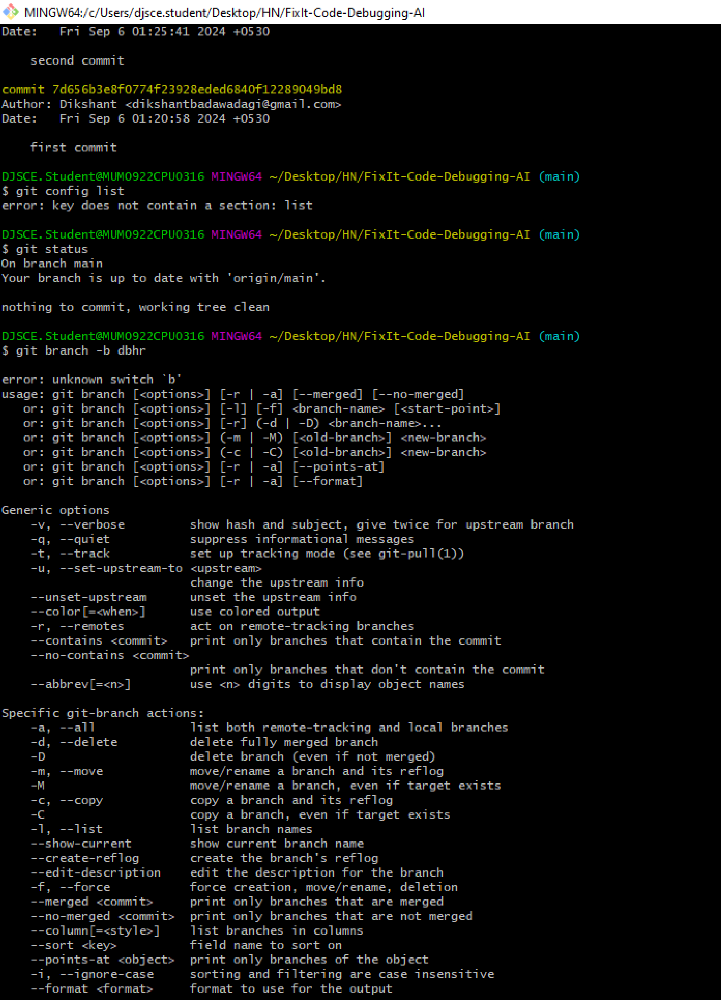 MINGW64:/c/Users/djsce.student/Desktop/HN/FixIt-Code-Debugging-AI
Date:   Fri Sep 6 01:25:41 2024 +0530
    second commit
commit 7d656b3e8f0774f23928eded6840f12289049bd8
Author: Dikshant <dikshantbadawadagi@gmail.com>
Date:   Fri Sep 6 01:20:58 2024 +0530
    first commit
DJSCE.Student@MUM0922CPU0316 MINGW64 ~/Desktop/HN/FixIt-Code-Debugging-AI (main)
$ git config list
error: key does not contain a section: list
DJSCE.Student@MUM0922CPU0316 MINGW64 ~/Desktop/HN/FixIt-Code-Debugging-AI (main)
$ git status
On branch main
Your branch is up to date with 'origin/main'.
nothing to commit, working tree clean
DJSCE.Student@MUM0922CPU0316 MINGW64 ~/Desktop/HN/FixIt-Code-Debugging-AI (main)
$ git branch -b dbhr
error: unknown switch `b'
usage: git branch [<options>] [-r | -a] [--merged] [--no-merged]
   or: git branch [<options>] [-l] [-f] <branch-name> [<start-point>]
   or: git branch [<options>] [-r] (-d | -D) <branch-name>...
   or: git branch [<options>] (-m | -M) [<old-branch>] <new-branch>
   or: git branch [<options>] (-c | -C) [<old-branch>] <new-branch>
   or: git branch [<options>] [-r | -a] [--points-at]
   or: git branch [<options>] [-r | -a] [--format]
Generic options
    -v, --verbose         show hash and subject, give twice for upstream branch
    -q, --quiet           suppress informational messages
    -t, --track           set up tracking mode (see git-pull(1))
    -u, --set-upstream-to <upstream>
                          change the upstream info
    --unset-upstream      unset the upstream info
    --color[=<when>]      use colored output
    -r, --remotes         act on remote-tracking branches
    --contains <commit>   print only branches that contain the commit
    --no-contains <commit>
                          print only branches that don't contain the commit
    --abbrev[=<n>]        use <n> digits to display object names
Specific git-branch actions:
    -a, --all             list both remote-tracking and local branches
    -d, --delete          delete fully merged branch
    -D                    delete branch (even if not merged)
    -m, --move            move/rename a branch and its reflog
    -M                    move/rename a branch, even if target exists
    -c, --copy            copy a branch and its reflog
    -C                    copy a branch, even if target exists
    -l, --list            list branch names
    --show-current        show current branch name
    --create-reflog       create the branch's reflog
    --edit-description    edit the description for the branch
    -f, --force           force creation, move/rename, deletion
    --merged <commit>     print only branches that are merged
    --no-merged <commit>  print only branches that are not merged
    --column[=<style>]    list branches in columns
    --sort <key>          field name to sort on
    --points-at <object>  print only branches of the object
    -i, --ignore-case     sorting and filtering are case insensitive
    --format <format>     format to use for the output